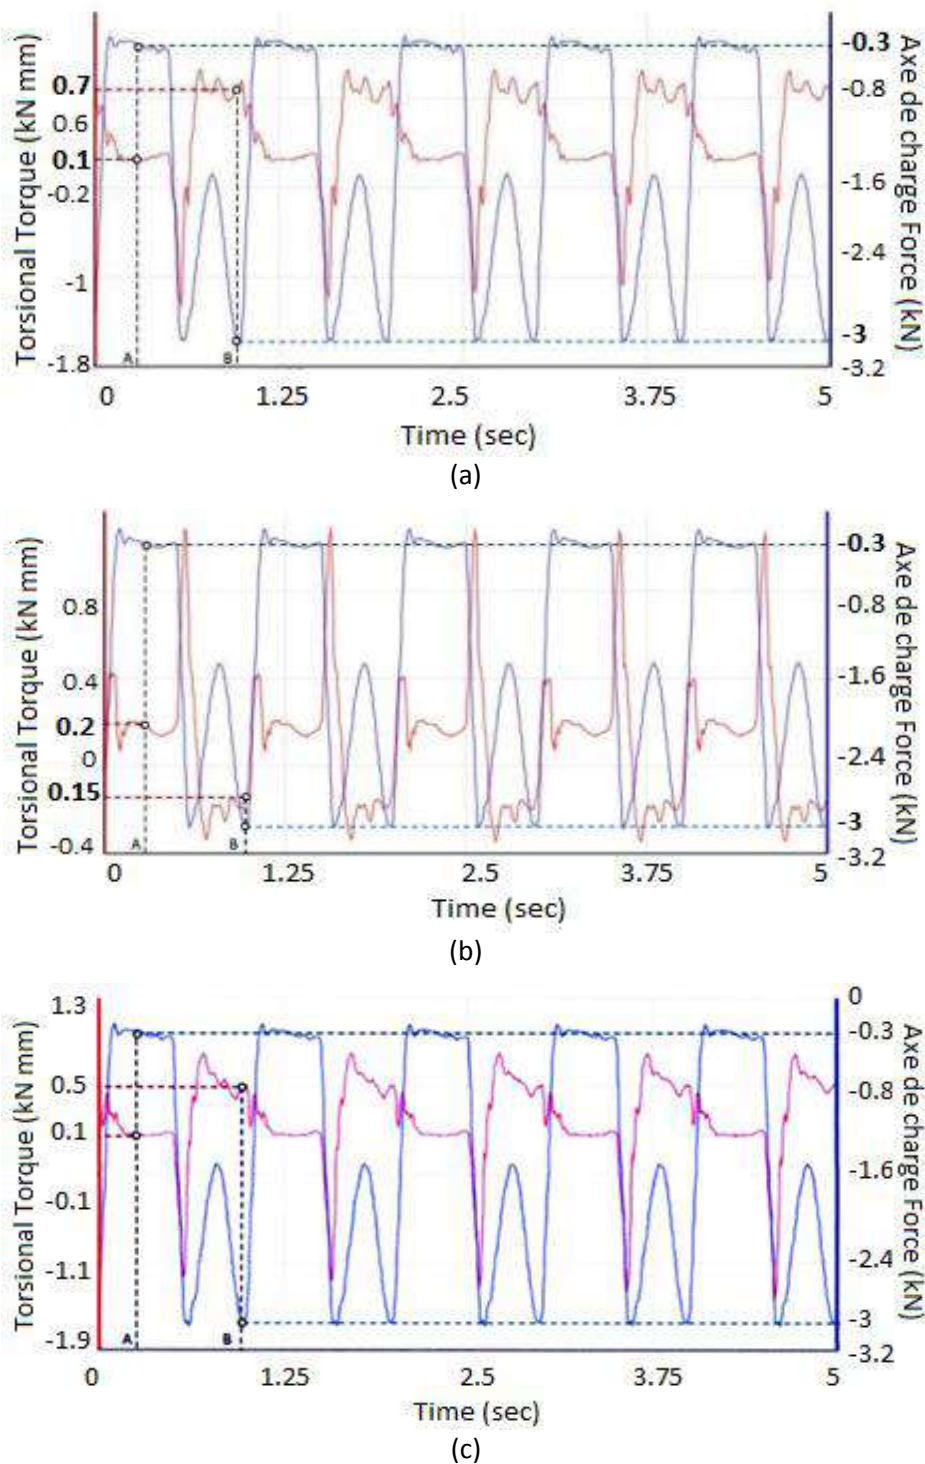 Torsional Torque (kN mm)
0.7
0.6
0.1
-0.2
-1
-1.8
A
B
-0.3
-0.8
-1.6
-2.4
-3
-3.2
Axe de charge Force (kN)
0 1.25 2.5 3.75 5
Time (sec)
(a)
Torsional Torque (kN mm)
0.8
0.4
0.2
0
0.15
-0.4
A
B
-0.3
-0.8
-1.6
-2.4
-3
-3.2
Axe de charge Force (kN)
0 1.25 2.5 3.75 5
Time (sec)
(b)
Torsional Torque (kN mm)
1.3
0.5
0.1
-0.1
-1.1
-1.9
A
B
0
-0.3
-0.8
-1.6
-2.4
-3
-3.2
Axe de charge Force (kN)
0 1.25 2.5 3.75 5
Time (sec)
(c)